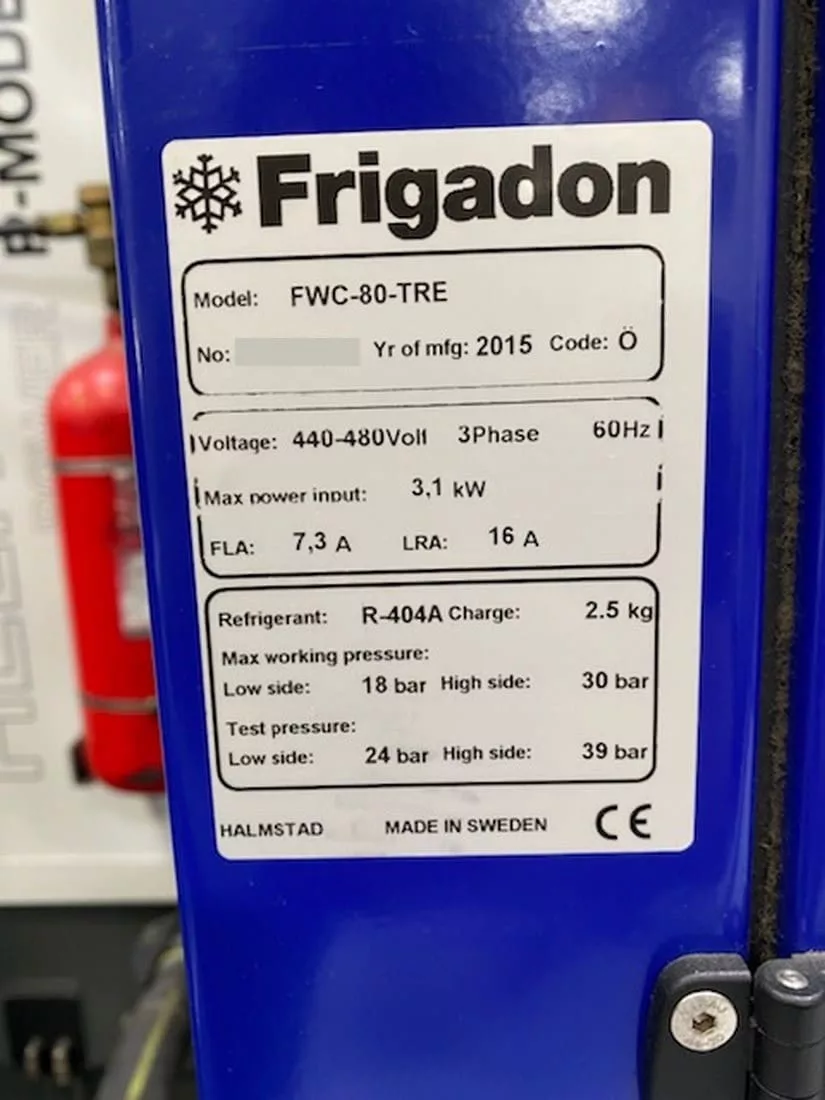 Frigadon
Model: FWC-80-TRE
No: Yr of mfg: 2015 Code: Ö
Voltage: 440-480Volt 3Phase 60Hz
Max power input: 3,1 kW
FLA: 7,3 A LRA: 16 A
Refrigerant: R-404A Charge: 2.5 kg
Max working pressure:
Low side: 18 bar High side: 30 bar
Test pressure:
Low side: 24 bar High side: 39 bar
HALMSTAD MADE IN SWEDEN CE